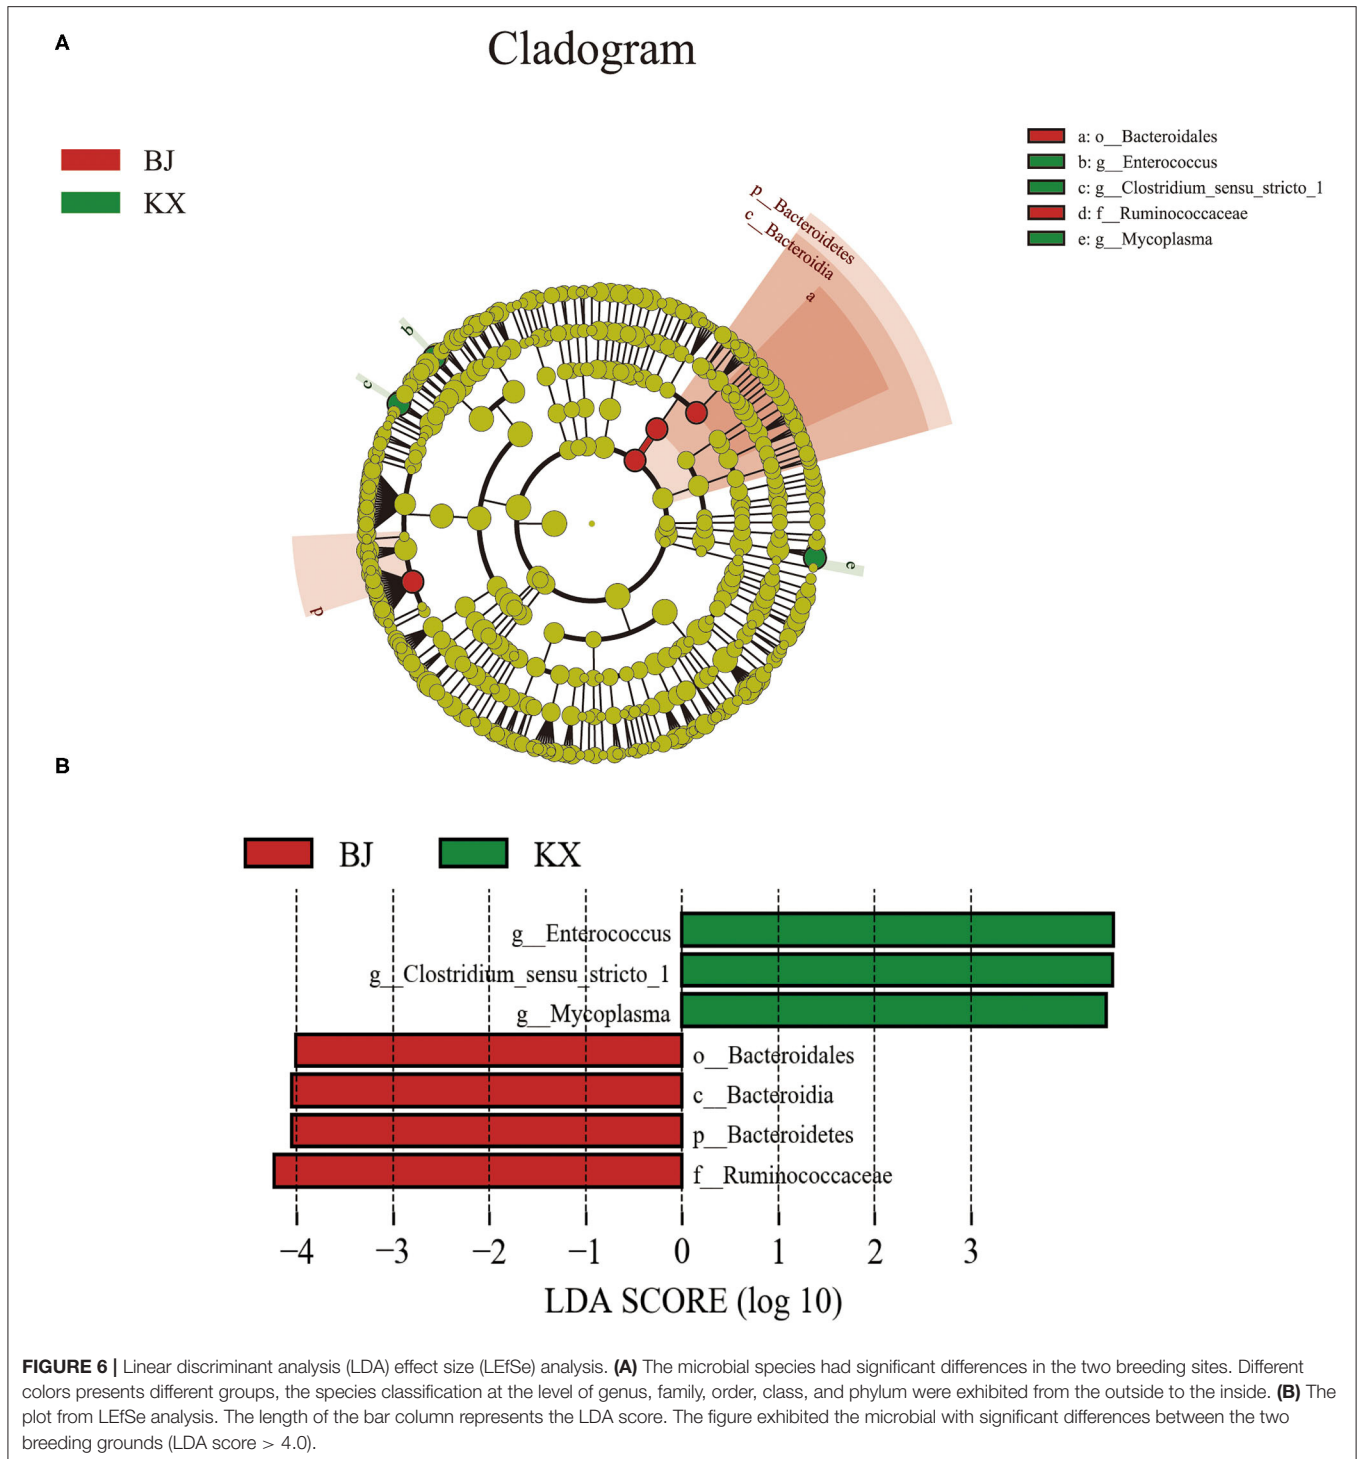 A
Cladogram
BJ
KX
a: o__Bacteroidales
b: g__Enterococcus
c: g__Clostridium_sensu_stricto_1
d: f__Ruminococcaceae
e: g__Mycoplasma
p__Bacteroidetes
c__Bacteroidia
a
b
c
e
d
B
BJ
KX
g__Enterococcus
g__Clostridium_sensu_stricto_1
g__Mycoplasma
o__Bacteroidales
c__Bacteroidia
p__Bacteroidetes
f__Ruminococcaceae
−4 −3 −2 −1 0 1 2 3
LDA SCORE (log 10)
FIGURE 6 | Linear discriminant analysis (LDA) effect size (LEfSe) analysis. (A) The microbial species had significant differences in the two breeding sites. Different
colors presents different groups, the species classification at the level of genus, family, order, class, and phylum were exhibited from the outside to the inside. (B) The
plot from LEfSe analysis. The length of the bar column represents the LDA score. The figure exhibited the microbial with significant differences between the two
breeding grounds (LDA score > 4.0).